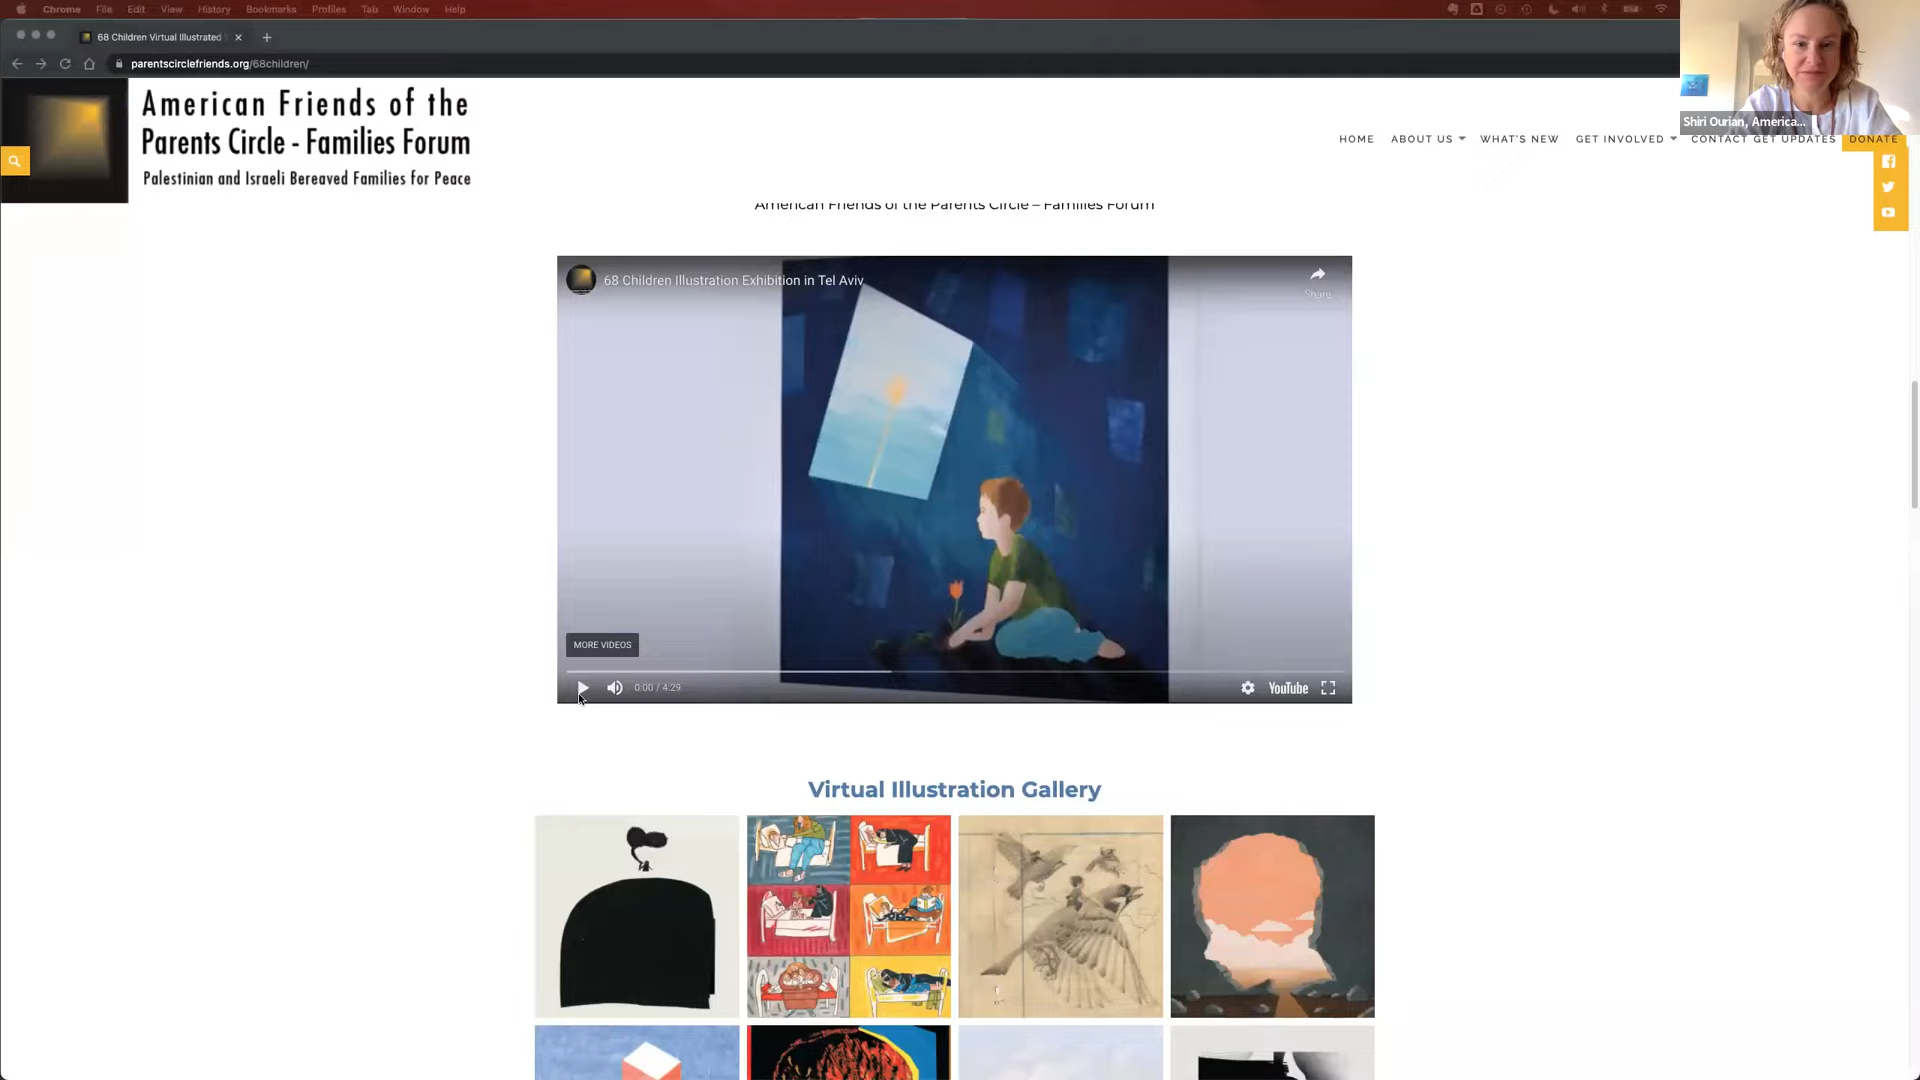 Chrome File Edit View History Bookmarks Profiles Tab Window Help
68 Children Virtual Illustrated
parentscirclefriends.org/68children/
American Friends of the
Parents Circle - Families Forum
Palestinian and Israeli Bereaved Families for Peace
Shiri Ourian, America...
HOME ABOUT US WHAT'S NEW GET INVOLVED CONTACT GET UPDATES DONATE
American Friends of the Parents Circle – Families Forum
68 Children Illustration Exhibition in Tel Aviv
Share
MORE VIDEOS
0:00 / 4:29
YouTube
Virtual Illustration Gallery